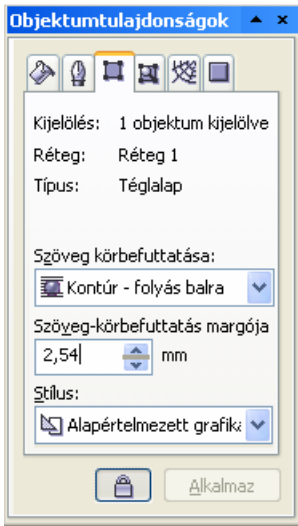 Objektumtulajdonságok
Kijelölés: 1 objektum kijelölve
Réteg: Réteg 1
Típus: Téglalap
Szöveg körbefuttatása:
Kontúr - folyás balra
Szöveg-körbefuttatás margója
2,54 mm
Stílus:
Alapértelmezett grafika
Alkalmaz